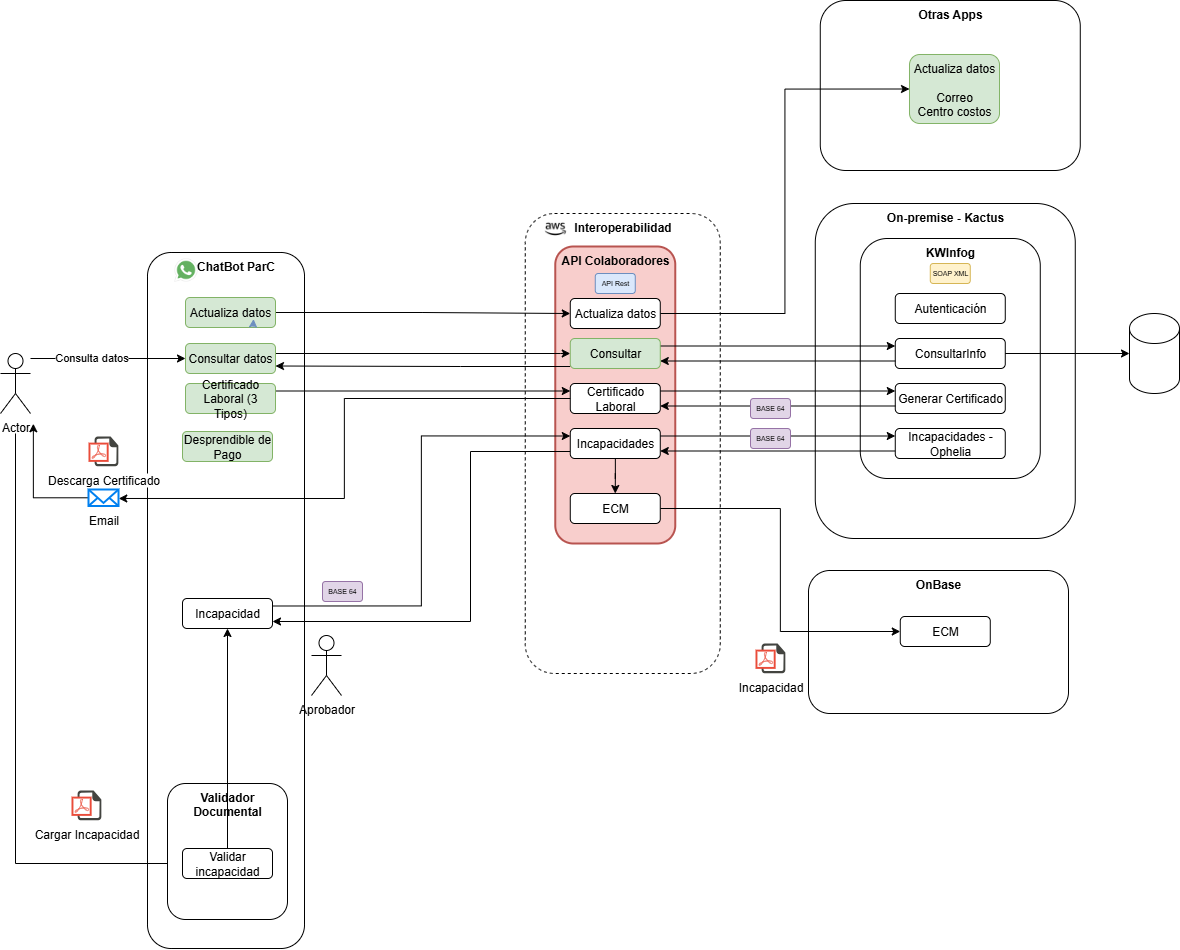 Otras Apps
Actualiza datos
Correo
Centro costos
On-premise - Kactus
KWInfog
SOAP XML
Autenticación
ConsultarInfo
Generar Certificado
Incapacidades -
Ophelia
aws
Interoperabilidad
API Colaboradores
API Rest
Actualiza datos
Consultar
Certificado
Laboral
Incapacidades
ECM
BASE 64
BASE 64
ChatBot ParC
Actualiza datos
Consultar datos
Certificado
Laboral (3
Tipos)
Desprendible de
Pago
Consulta datos
Actor
Descarga Certificado
Email
BASE 64
Incapacidad
Aprobador
OnBase
ECM
Incapacidad
Validador
Documental
Validar
incapacidad
Cargar Incapacidad